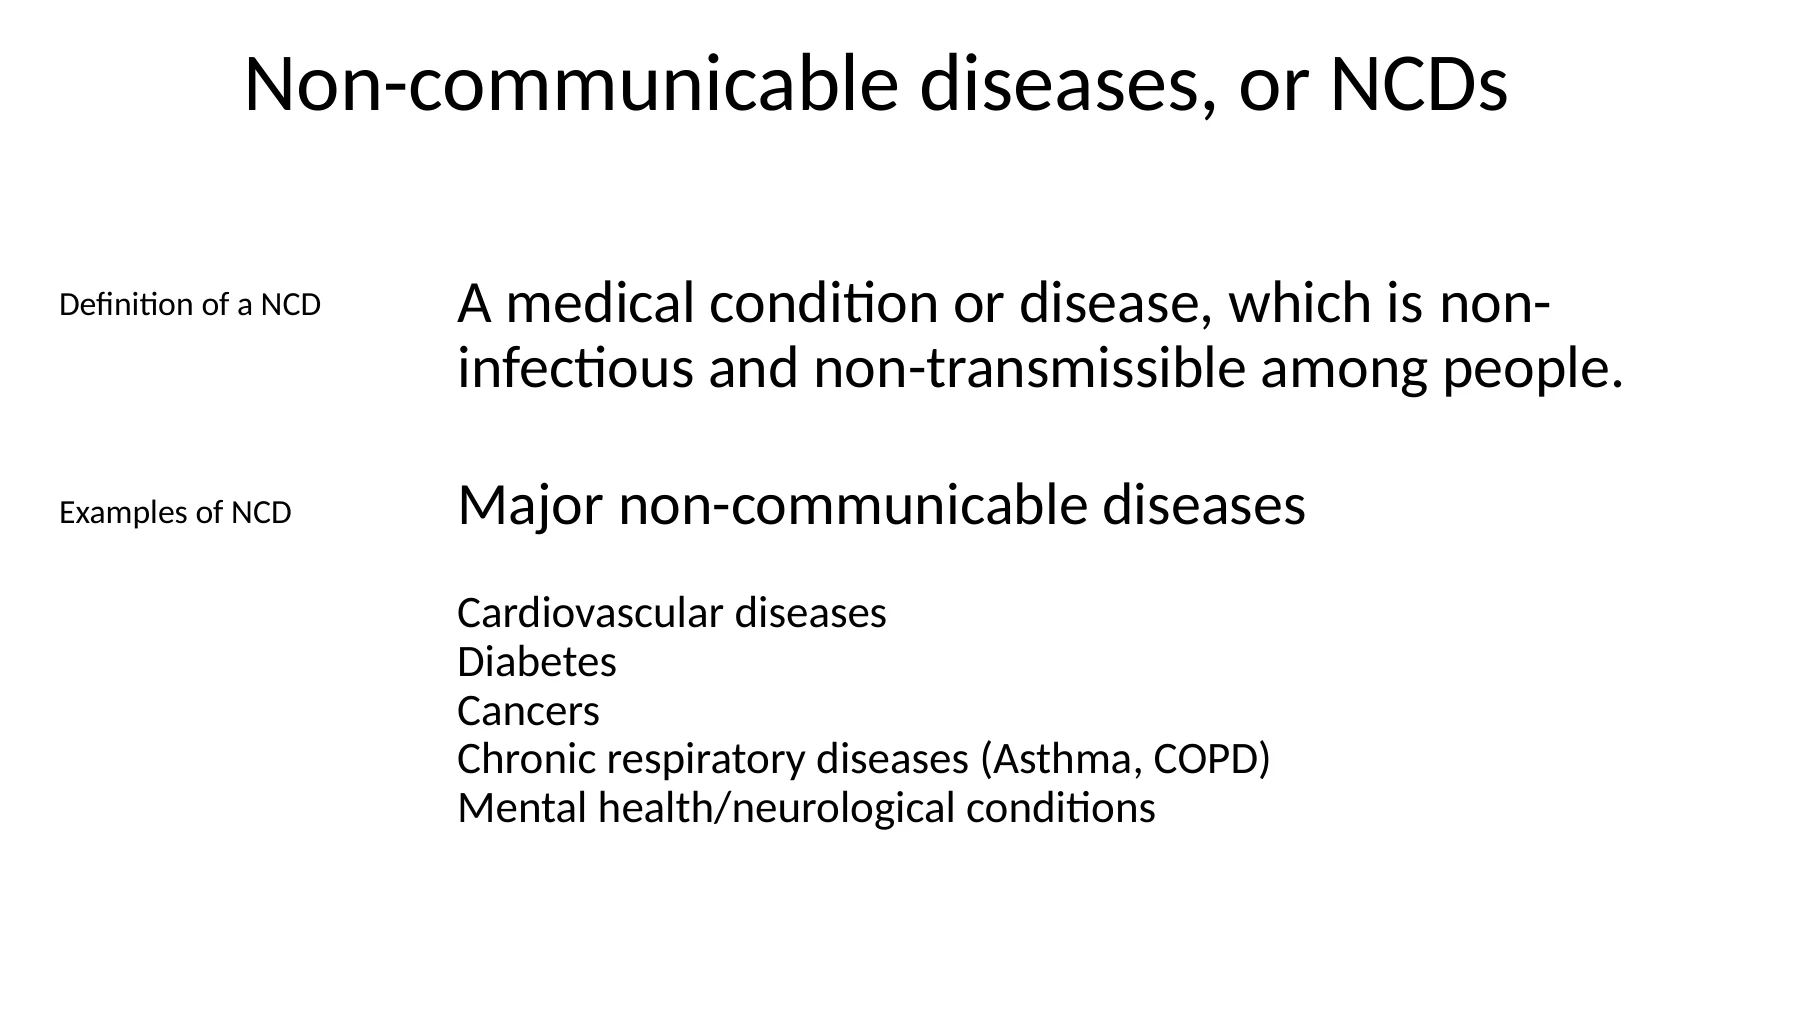 Non-communicable diseases, or NCDs
Definition of a NCD
A medical condition or disease, which is non-
infectious and non-transmissible among people.
Examples of NCD
Major non-communicable diseases
Cardiovascular diseases
Diabetes
Cancers
Chronic respiratory diseases (Asthma, COPD)
Mental health/neurological conditions